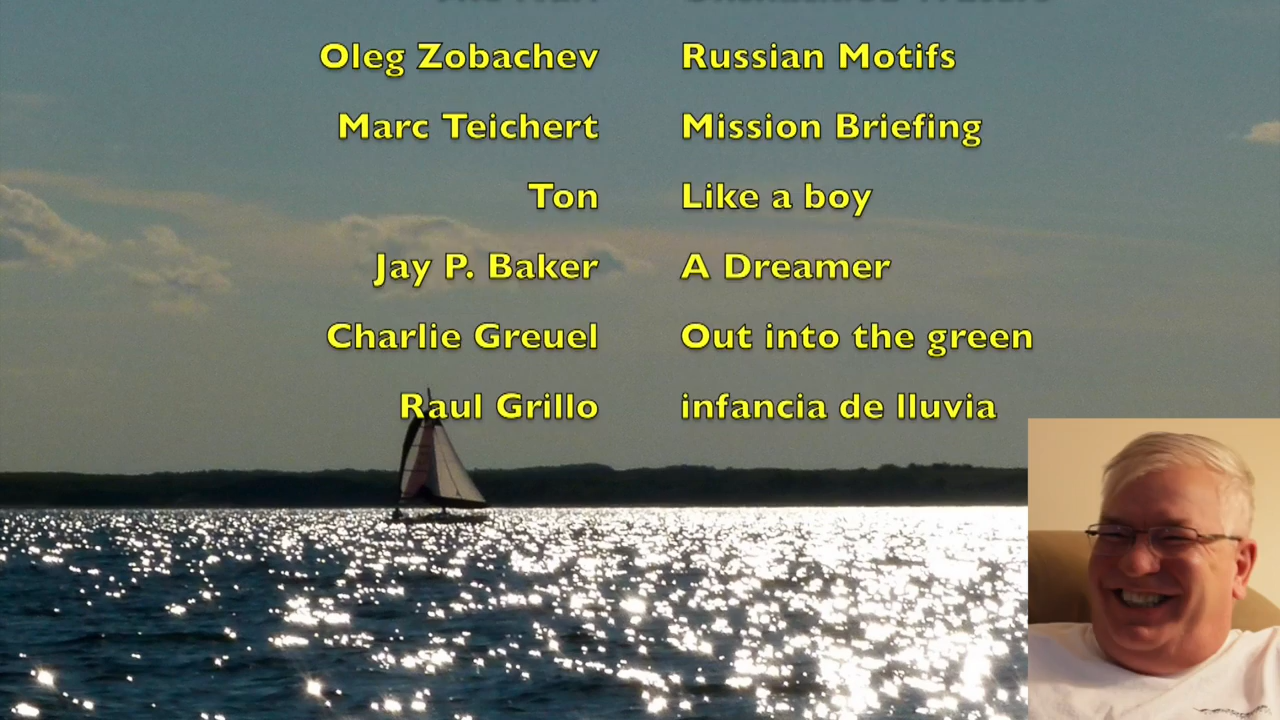 Oleg Zobachev Russian Motifs
Marc Teichert Mission Briefing
Ton Like a boy
Jay P. Baker A Dreamer
Charlie Greuel Out into the green
Raul Grillo infancia de lluvia